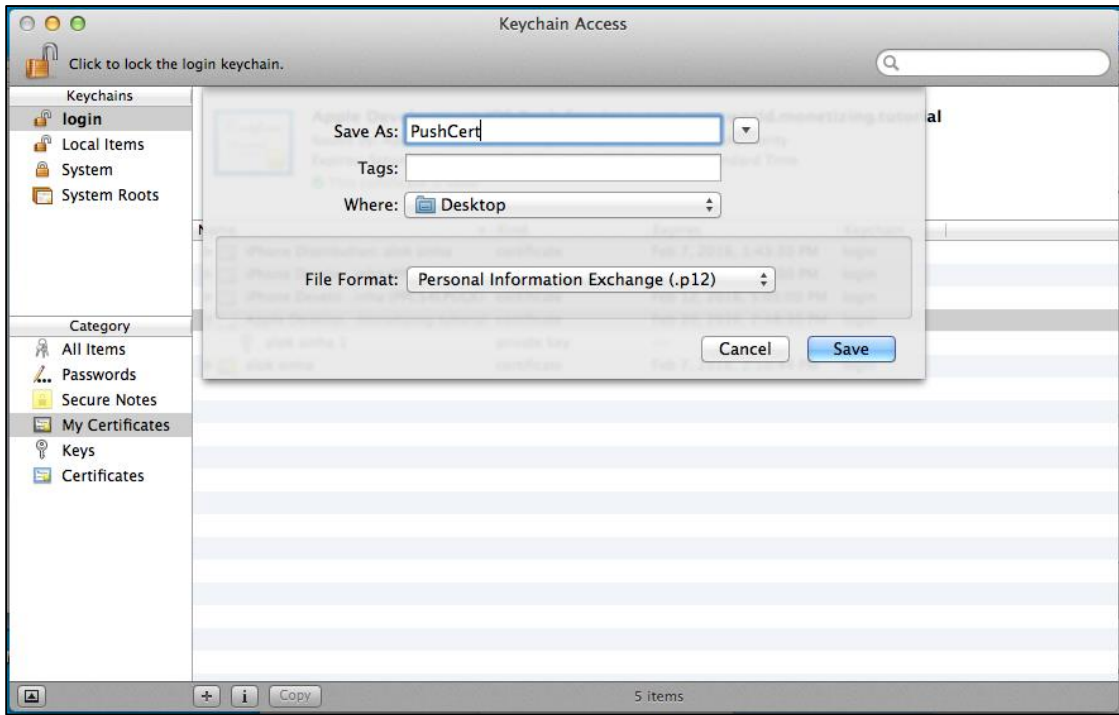 Keychain Access
Click to lock the login keychain.
Keychains
login
Local Items
System
System Roots
Save As: PushCert
Tags:
Where: Desktop
File Format: Personal Information Exchange (.p12)
Cancel Save
Category
All Items
Passwords
Secure Notes
My Certificates
Keys
Certificates
+ i Copy 5 items